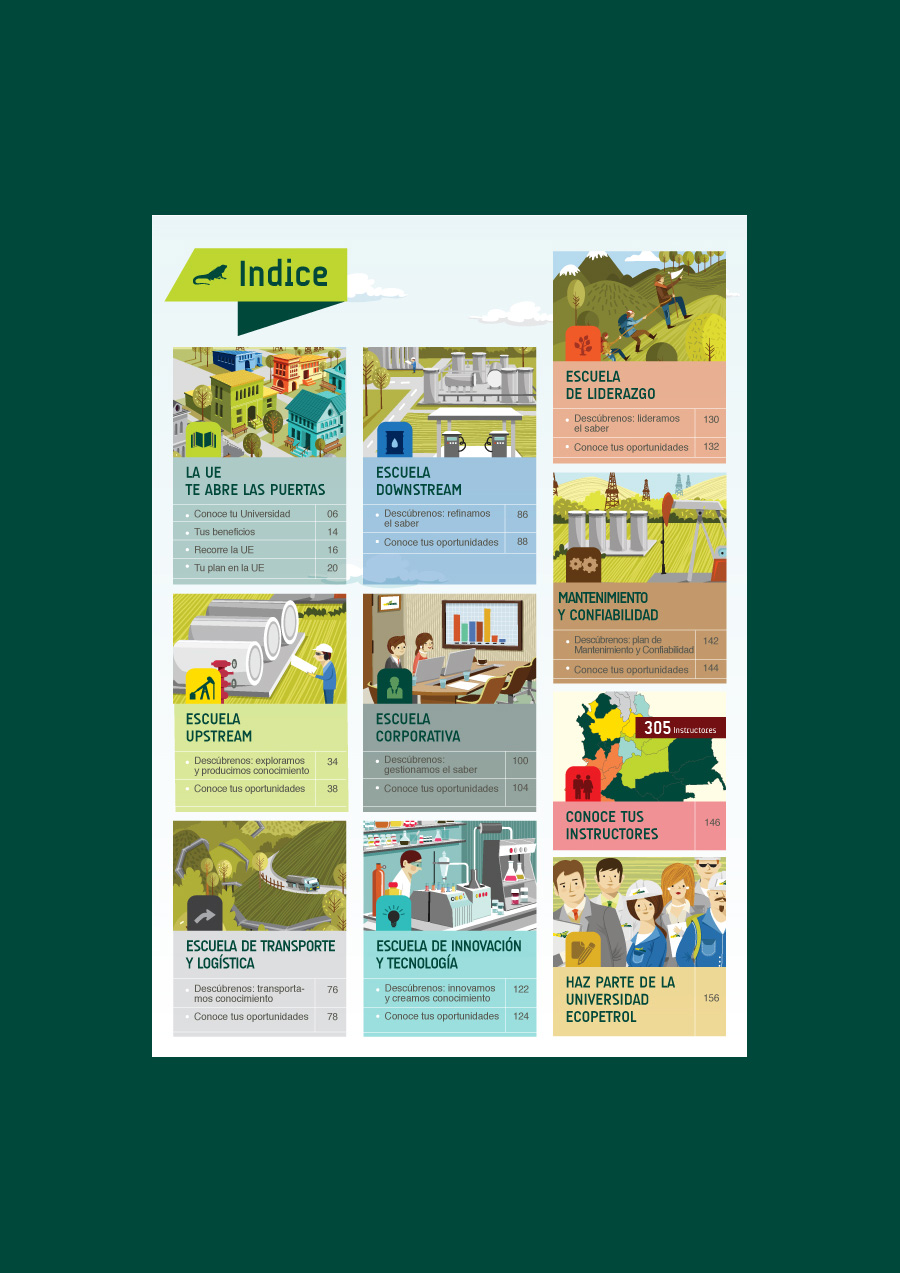 Indice
LA UE
TE ABRE LAS PUERTAS
Conoce tu Universidad 06
Tus beneficios 14
Recorre la UE 16
Tu plan en la UE 20
ESCUELA
UPSTREAM
Descúbrenos: exploramos 34
y producimos conocimiento
Conoce tus oportunidades 38
ESCUELA DE TRANSPORTE
Y LOGÍSTICA
Descúbrenos: transporta- 76
mos conocimiento
Conoce tus oportunidades 78
ESCUELA
DOWNSTREAM
Descúbrenos: refinamos 86
el saber
Conoce tus oportunidades 88
ESCUELA
CORPORATIVA
Descúbrenos: 100
gestionamos el saber
Conoce tus oportunidades 104
ESCUELA DE INNOVACIÓN
Y TECNOLOGÍA
Descúbrenos: innovamos 122
y creamos conocimiento
Conoce tus oportunidades 124
ESCUELA
DE LIDERAZGO
Descúbrenos: lideramos 130
el saber
Conoce tus oportunidades 132
MANTENIMIENTO
Y CONFIABILIDAD
Descúbrenos: plan de 142
Mantenimiento y Confiabilidad
Conoce tus oportunidades 144
305 Instructores
CONOCE TUS 146
INSTRUCTORES
HAZ PARTE DE LA
UNIVERSIDAD 156
ECOPETROL